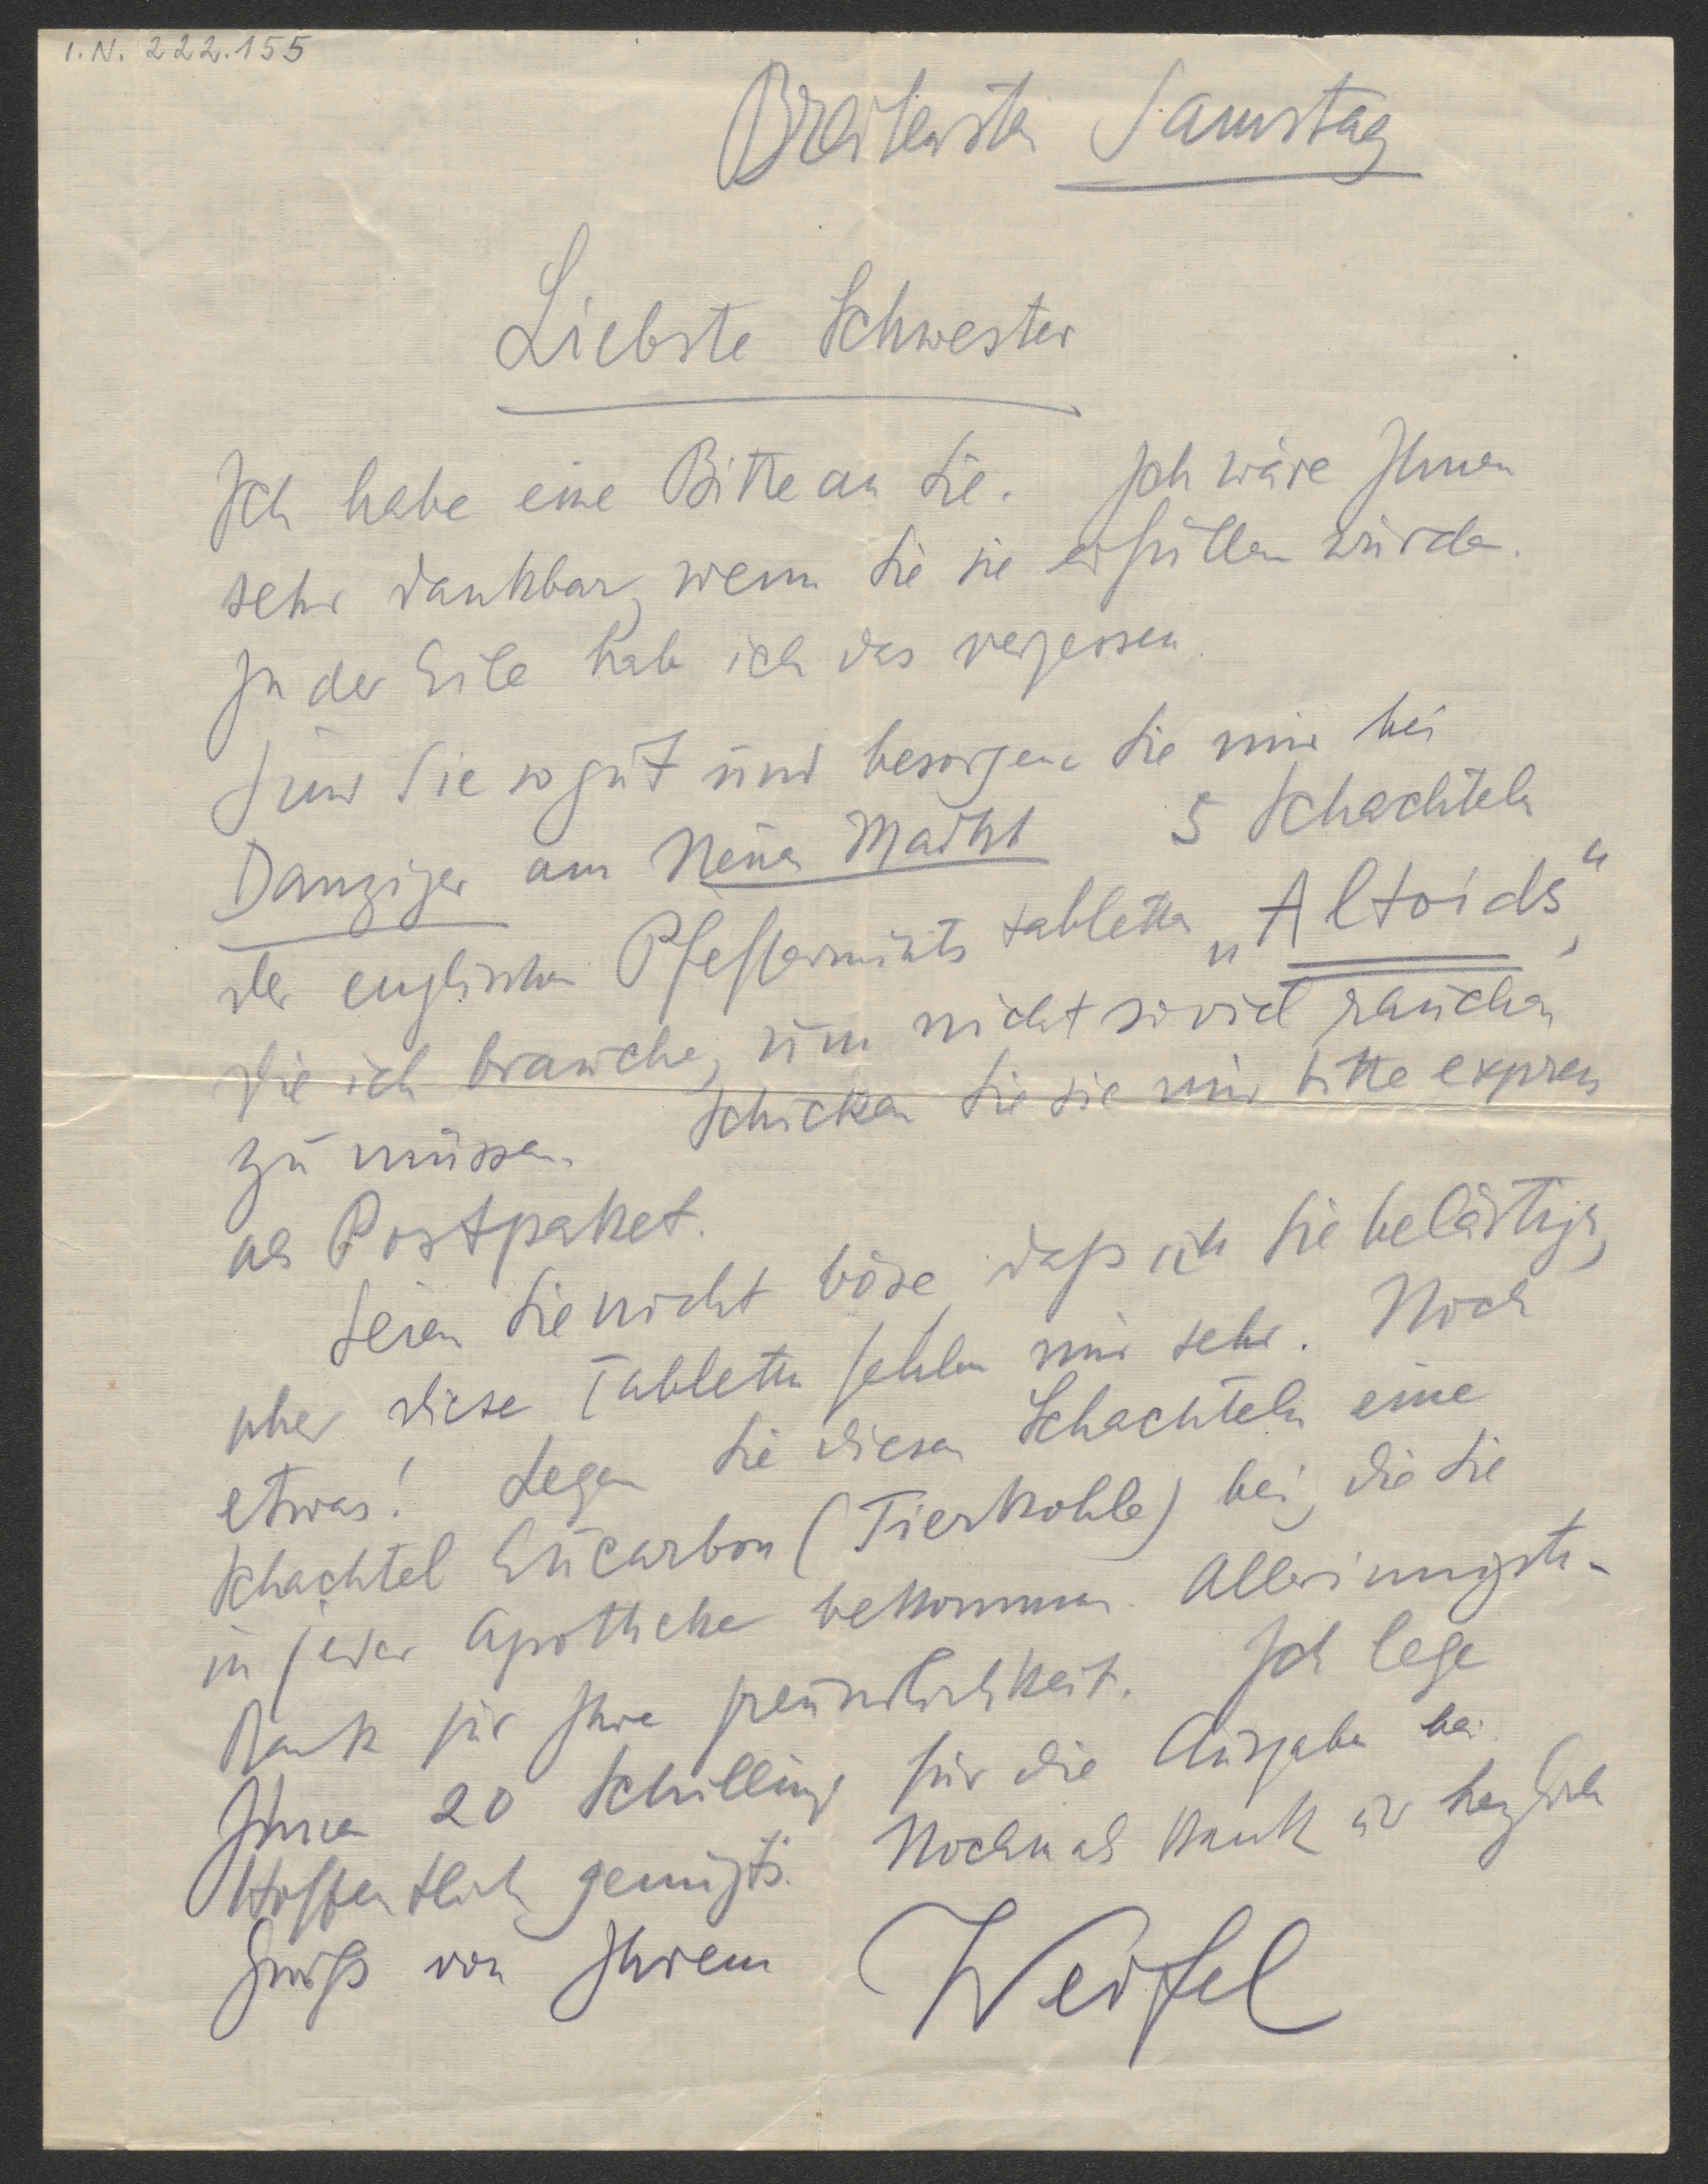 I.N. 222.155
Breitenstein Samstag
Liebste Schwester
Ich habe eine Bitte an Sie. Ich wäre Ihnen
sehr dankbar, wenn Sie sie erfüllen würden.
In der Eile hab ich das vergessen.
Sind Sie so gut und besorgen Sie mir bei
Danziger am Neuen Markt 5 Schachteln
der englischen Pfefferminztabletten „Altoids“,
die ich brauche, um nicht soviel rauchen
zu müssen. Schicken Sie sie mir bitte express
als Postpaket.
Seien Sie nicht böse, daß ich Sie belästige,
aber diese Tabletten fehlen mir sehr. Noch
etwas! Legen Sie diesen Schachteln eine
Schachtel Eucarbon (Tierkohle) bei, die Sie
in jeder Apotheke bekommen. Allerinnigsten
Dank für Ihre Freundlichkeit. Ich lege
Ihnen 20 Schilling für die Ausgaben bei.
Hoffentlich genügts. Nochmals Dank u herzlichen
Gruß von Ihrem Werfel